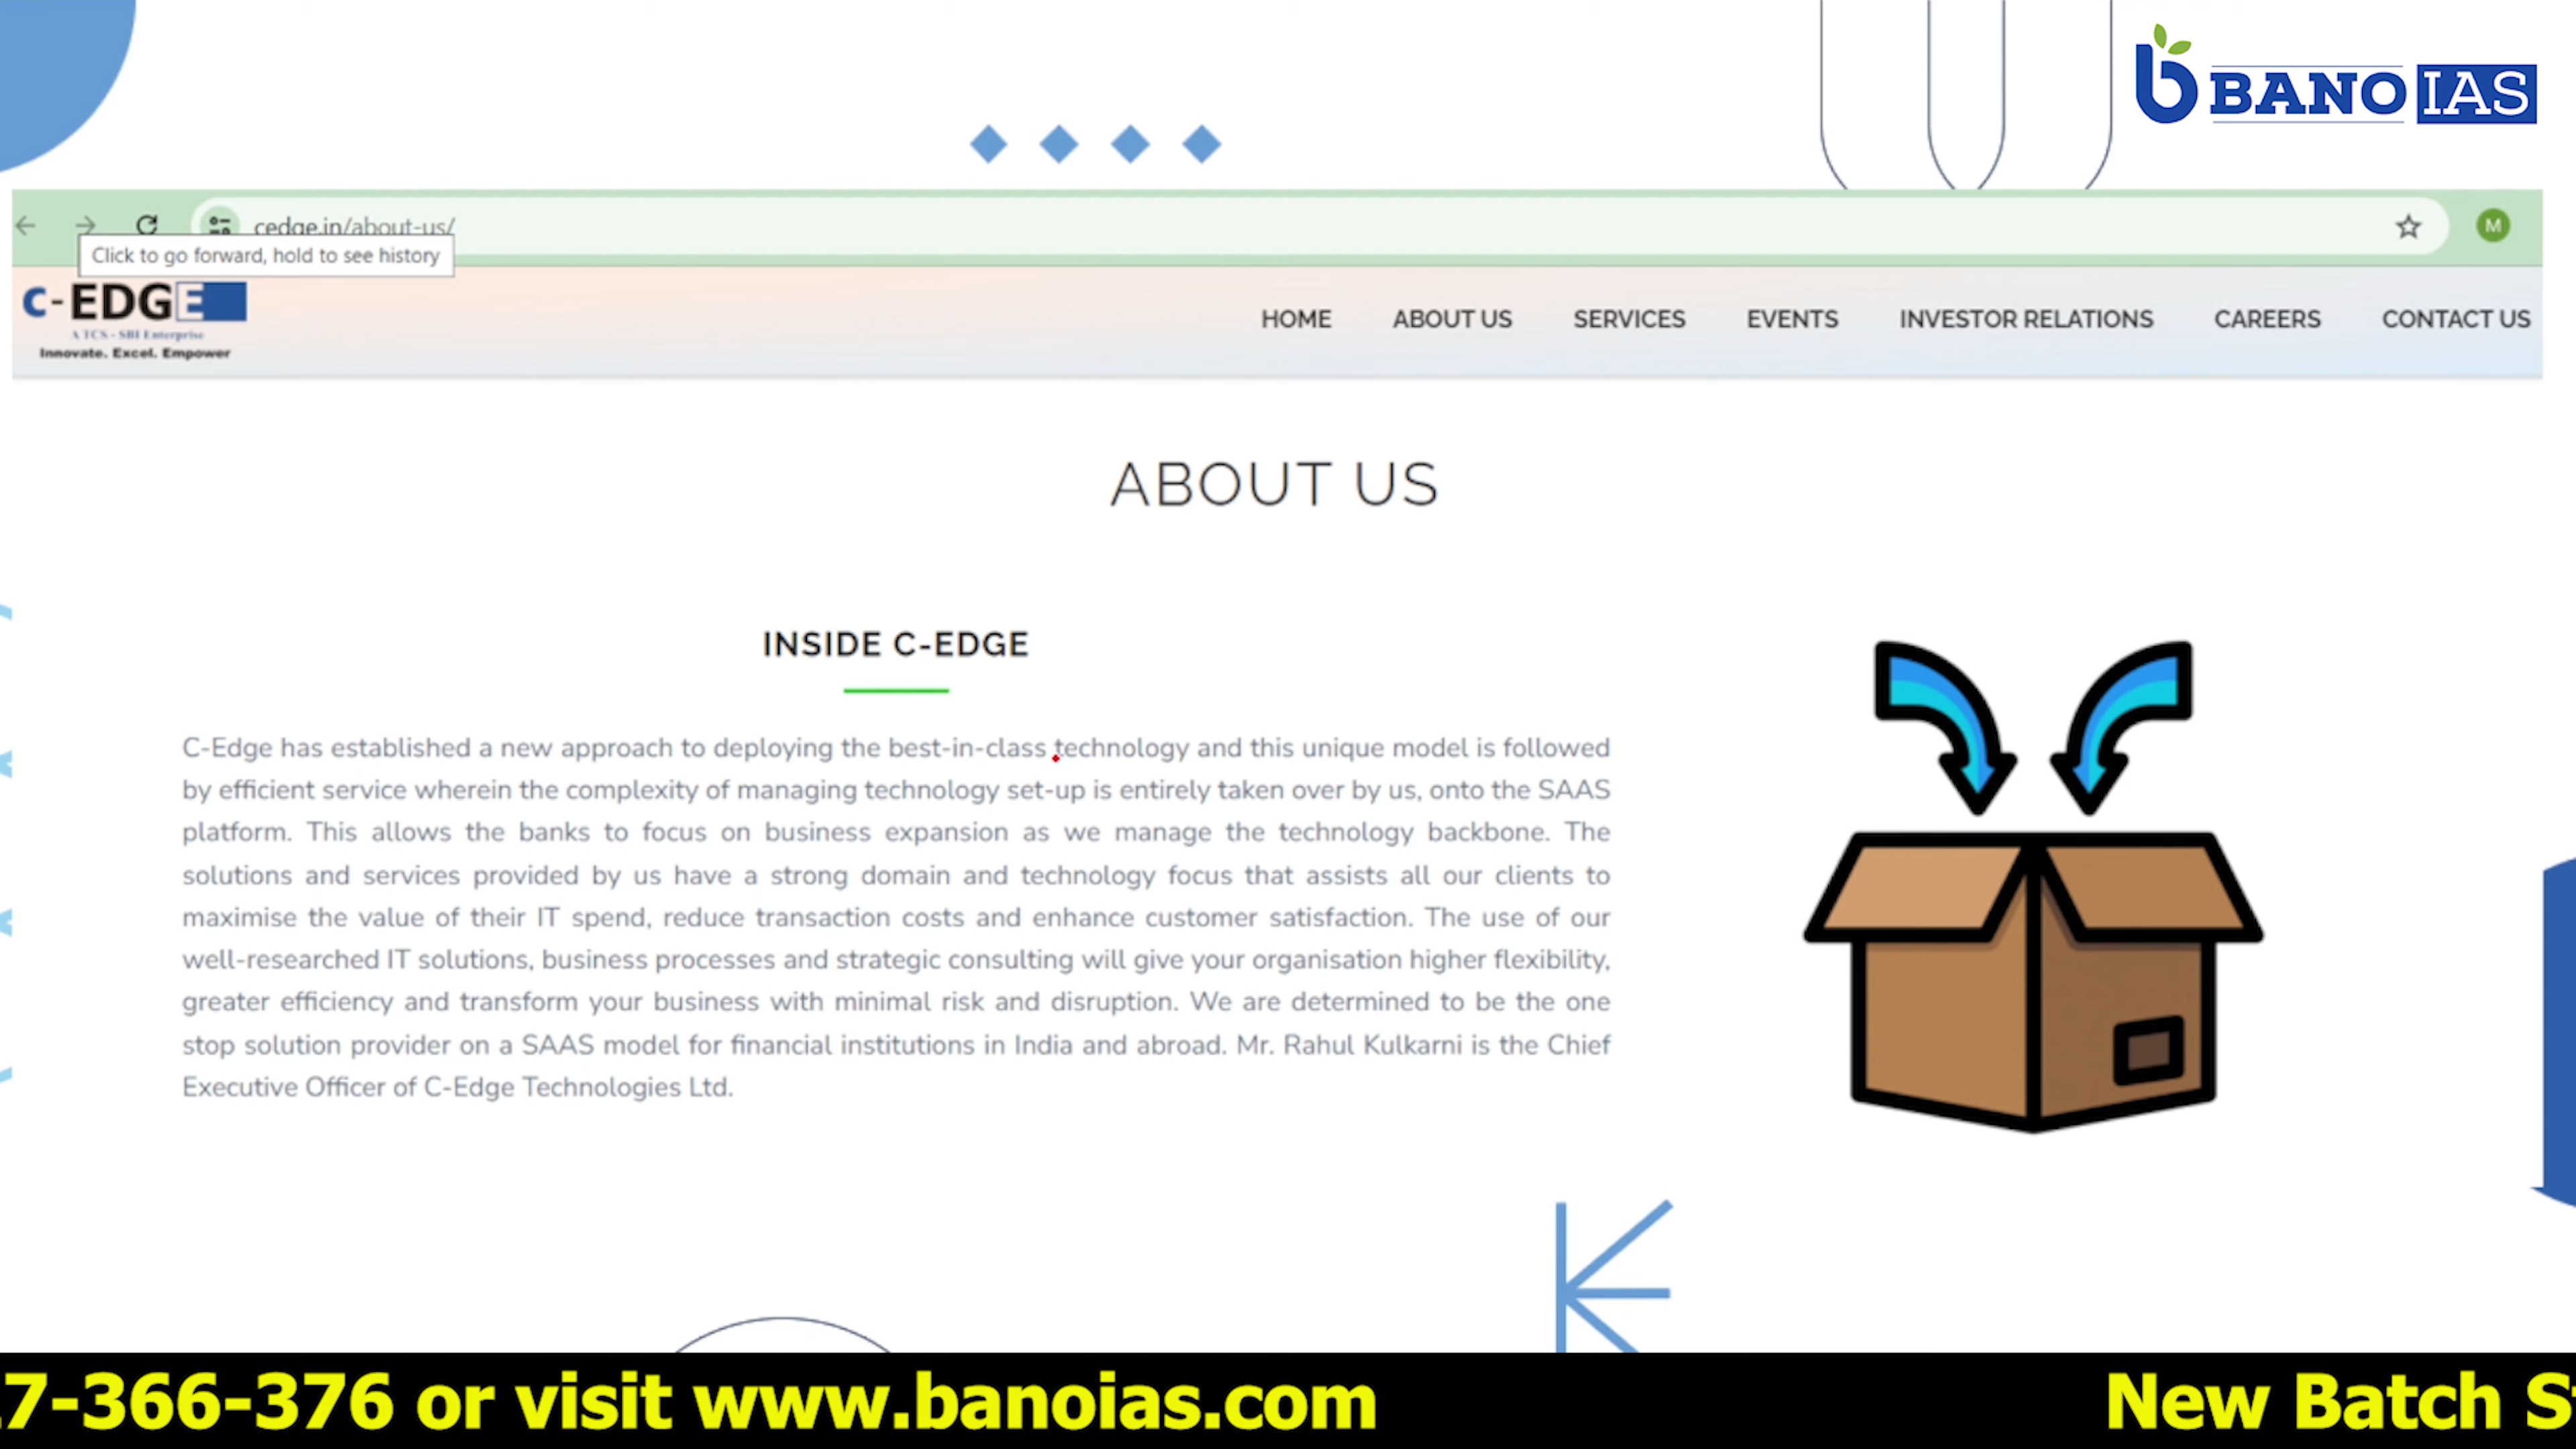 BANO IAS
cedge.in/about-us/
M
Click to go forward, hold to see history
C-EDGE
A TCS - SBI Enterprise
Innovate. Excel. Empower
HOME ABOUT US SERVICES EVENTS INVESTOR RELATIONS CAREERS CONTACT US
ABOUT US
INSIDE C-EDGE
C-Edge has established a new approach to deploying the best-in-class technology and this unique model is followed
by efficient service wherein the complexity of managing technology set-up is entirely taken over by us, onto the SAAS
platform. This allows the banks to focus on business expansion as we manage the technology backbone. The
solutions and services provided by us have a strong domain and technology focus that assists all our clients to
maximise the value of their IT spend, reduce transaction costs and enhance customer satisfaction. The use of our
well-researched IT solutions, business processes and strategic consulting will give your organisation higher flexibility,
greater efficiency and transform your business with minimal risk and disruption. We are determined to be the one
stop solution provider on a SAAS model for financial institutions in India and abroad. Mr. Rahul Kulkarni is the Chief
Executive Officer of C-Edge Technologies Ltd.
7-366-376 or visit www.banoias.com New Batch S